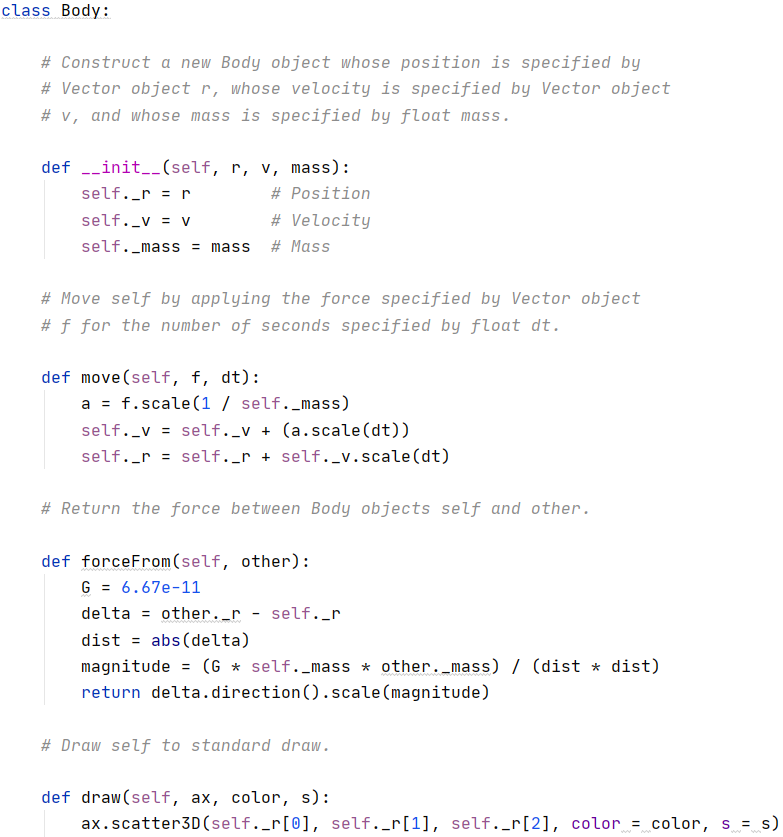 class Body:
    # Construct a new Body object whose position is specified by
    # Vector object r, whose velocity is specified by Vector object
    # v, and whose mass is specified by float mass.
    def __init__(self, r, v, mass):
        self._r = r        # Position
        self._v = v        # Velocity
        self._mass = mass  # Mass
    # Move self by applying the force specified by Vector object
    # f for the number of seconds specified by float dt.
    def move(self, f, dt):
        a = f.scale(1 / self._mass)
        self._v = self._v + (a.scale(dt))
        self._r = self._r + self._v.scale(dt)
    # Return the force between Body objects self and other.
    def forceFrom(self, other):
        G = 6.67e-11
        delta = other._r - self._r
        dist = abs(delta)
        magnitude = (G * self._mass * other._mass) / (dist * dist)
        return delta.direction().scale(magnitude)
    # Draw self to standard draw.
    def draw(self, ax, color, s):
        ax.scatter3D(self._r[0], self._r[1], self._r[2], color = color, s = s)